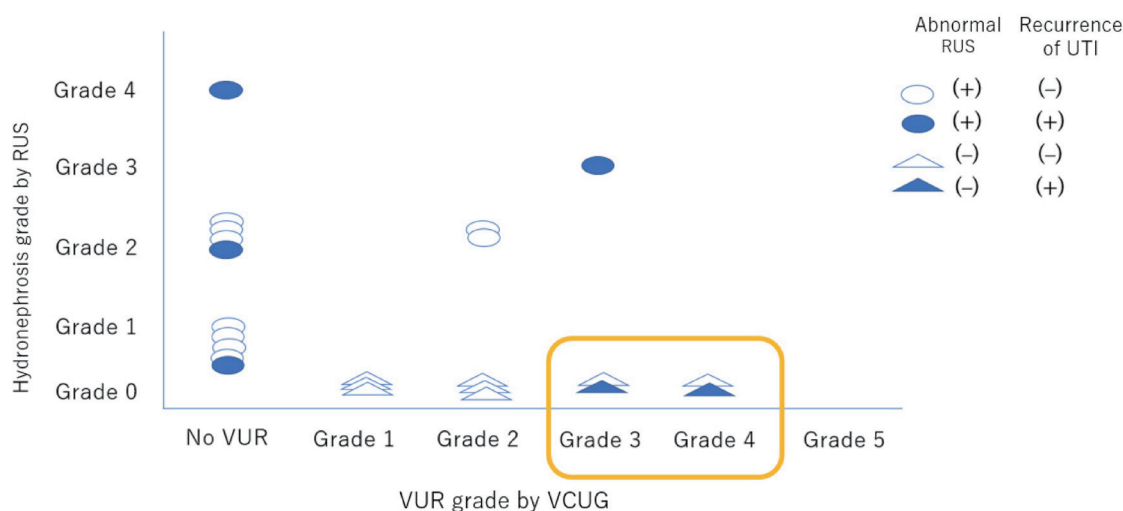 Abnormal RUS
Recurrence of UTI
(+) (–)
(+) (+)
(–) (–)
(–) (+)
Hydronephrosis grade by RUS
Grade 4
Grade 3
Grade 2
Grade 1
Grade 0
No VUR Grade 1 Grade 2 Grade 3 Grade 4 Grade 5
VUR grade by VCUG